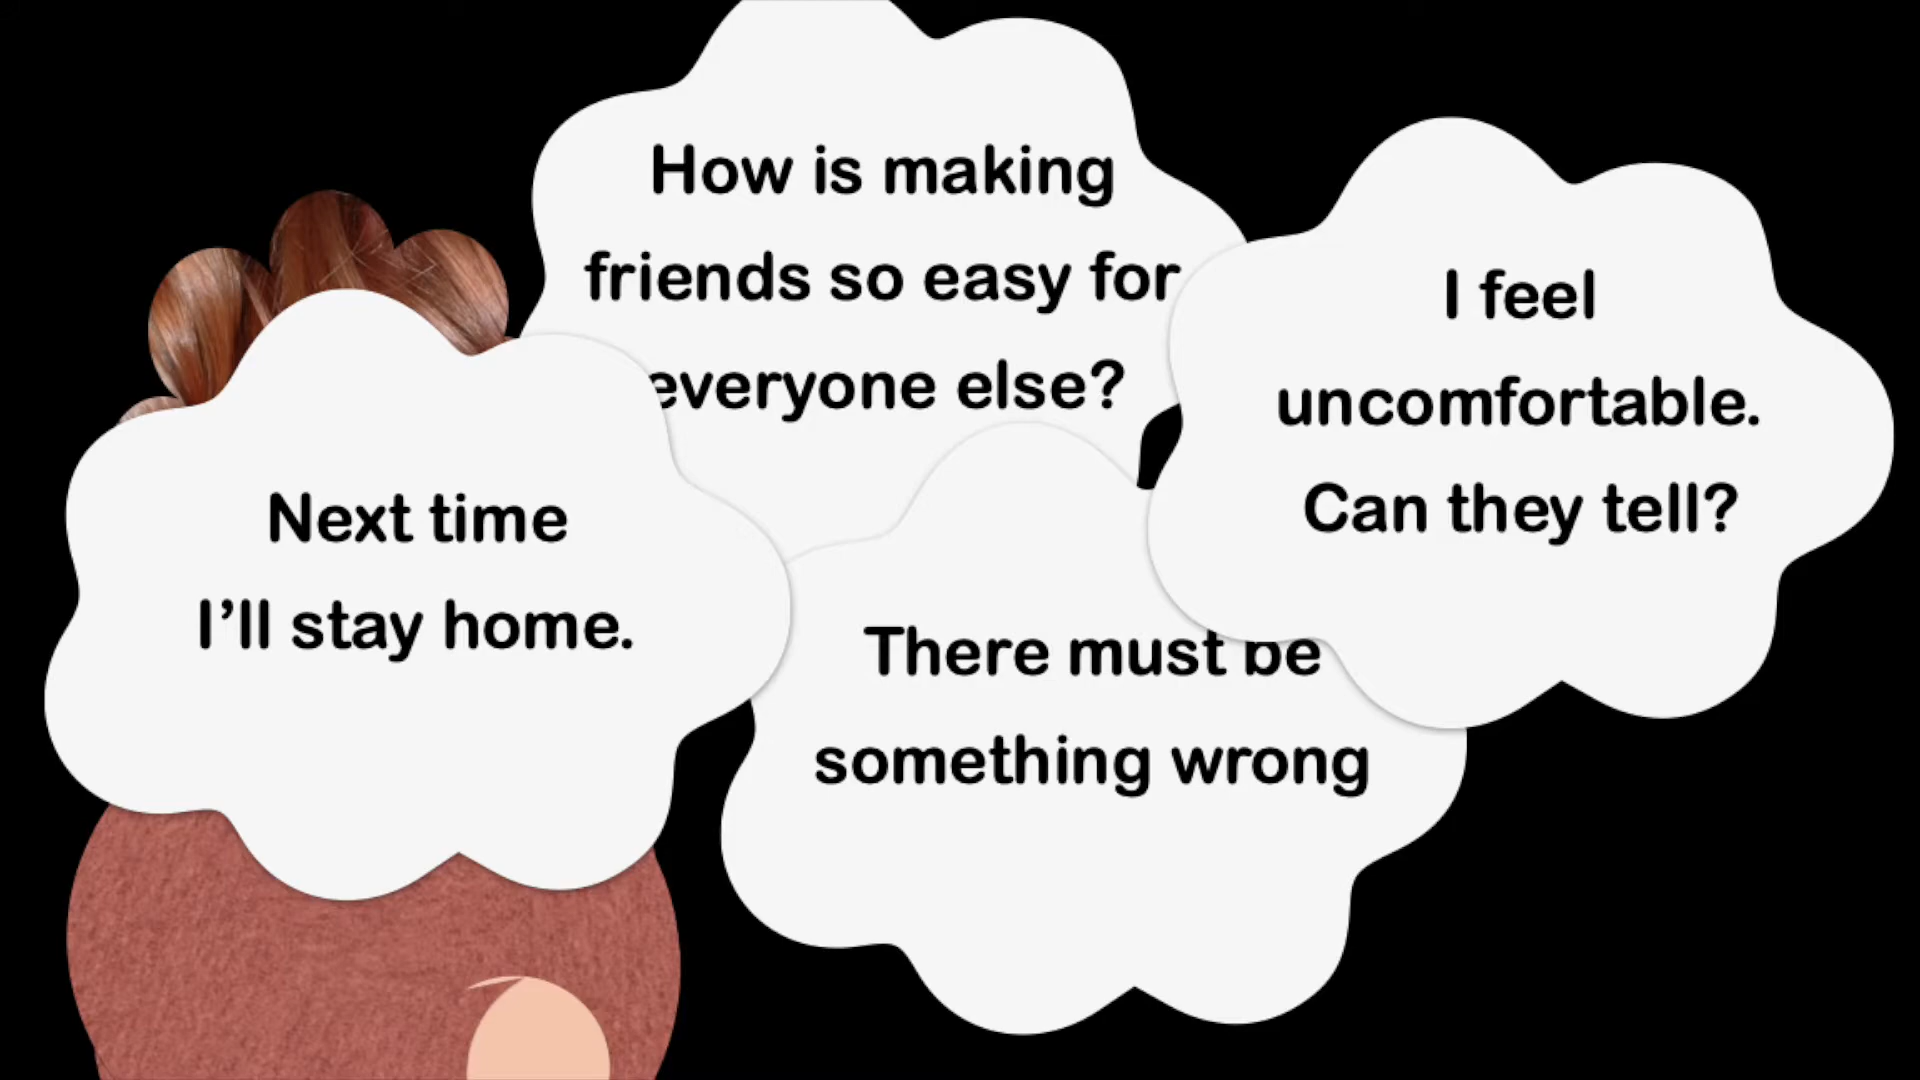 How is making
friends so easy for
everyone else?
I feel
uncomfortable.
Can they tell?
Next time
I’ll stay home.
There must be
something wrong